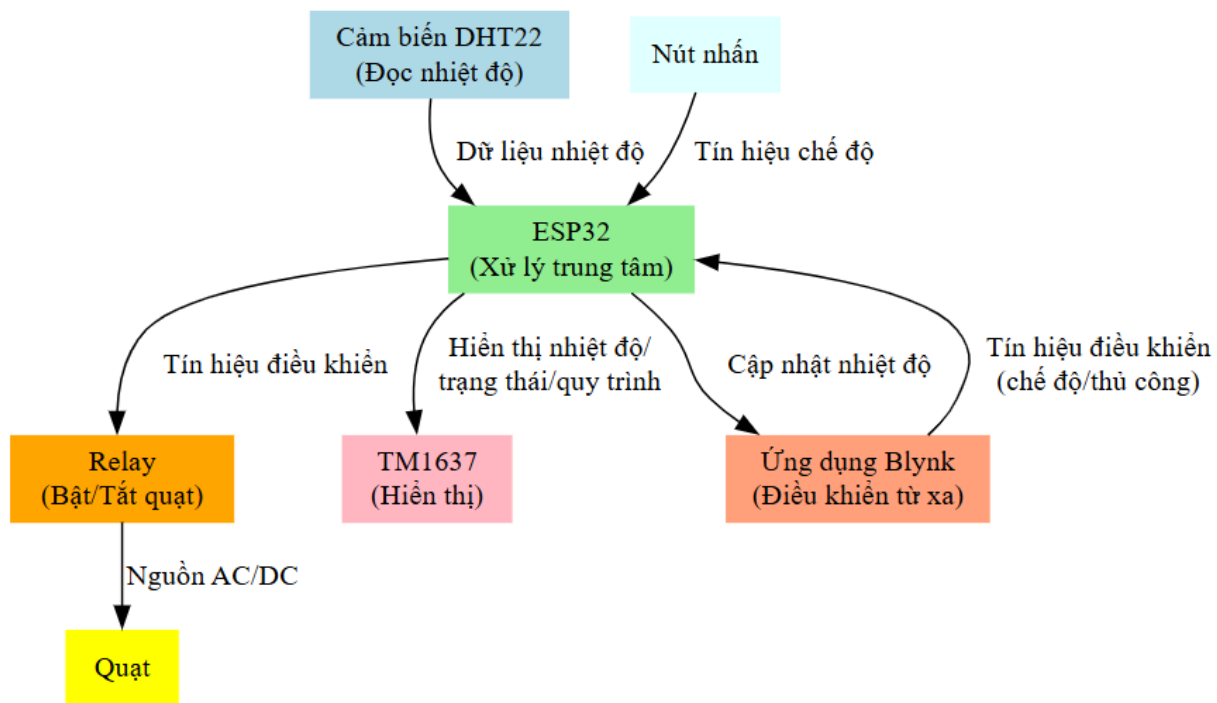 Cảm biến DHT22
(Đọc nhiệt độ)
Nút nhấn
Dữ liệu nhiệt độ
Tín hiệu chế độ
ESP32
(Xử lý trung tâm)
Tín hiệu điều khiển
Hiển thị nhiệt độ/
trạng thái/quy trình
Cập nhật nhiệt độ
Tín hiệu điều khiển
(chế độ/thủ công)
Relay
(Bật/Tắt quạt)
TM1637
(Hiển thị)
Ứng dụng Blynk
(Điều khiển từ xa)
Nguồn AC/DC
Quạt